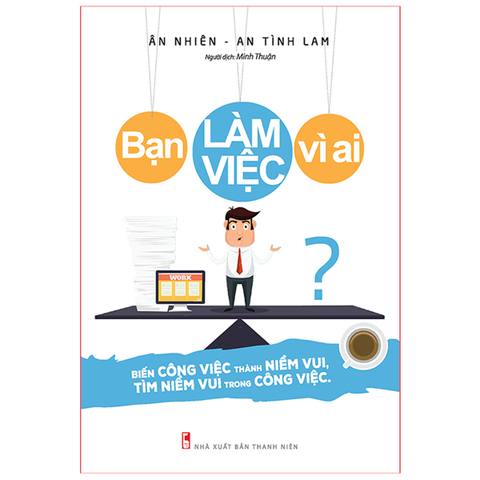 ÂN NHIÊN - AN TÌNH LAM
Người dịch: Minh Thuận
Bạn
LÀM
VIỆC
vì ai
?
WORK
BIẾN CÔNG VIỆC THÀNH NIỀM VUI,
TÌM NIỀM VUI TRONG CÔNG VIỆC.
NHÀ XUẤT BẢN THANH NIÊN